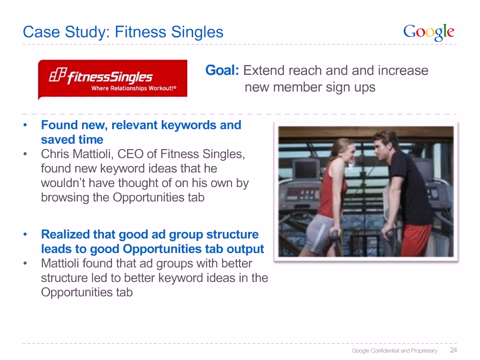 Case Study: Fitness Singles
Google
fitnessSingles
Where Relationships Workout!®
Goal: Extend reach and and increase
new member sign ups
• Found new, relevant keywords and
saved time
• Chris Mattioli, CEO of Fitness Singles,
found new keyword ideas that he
wouldn't have thought of on his own by
browsing the Opportunities tab
• Realized that good ad group structure
leads to good Opportunities tab output
• Mattioli found that ad groups with better
structure led to better keyword ideas in the
Opportunities tab
Google Confidential and Proprietary 24